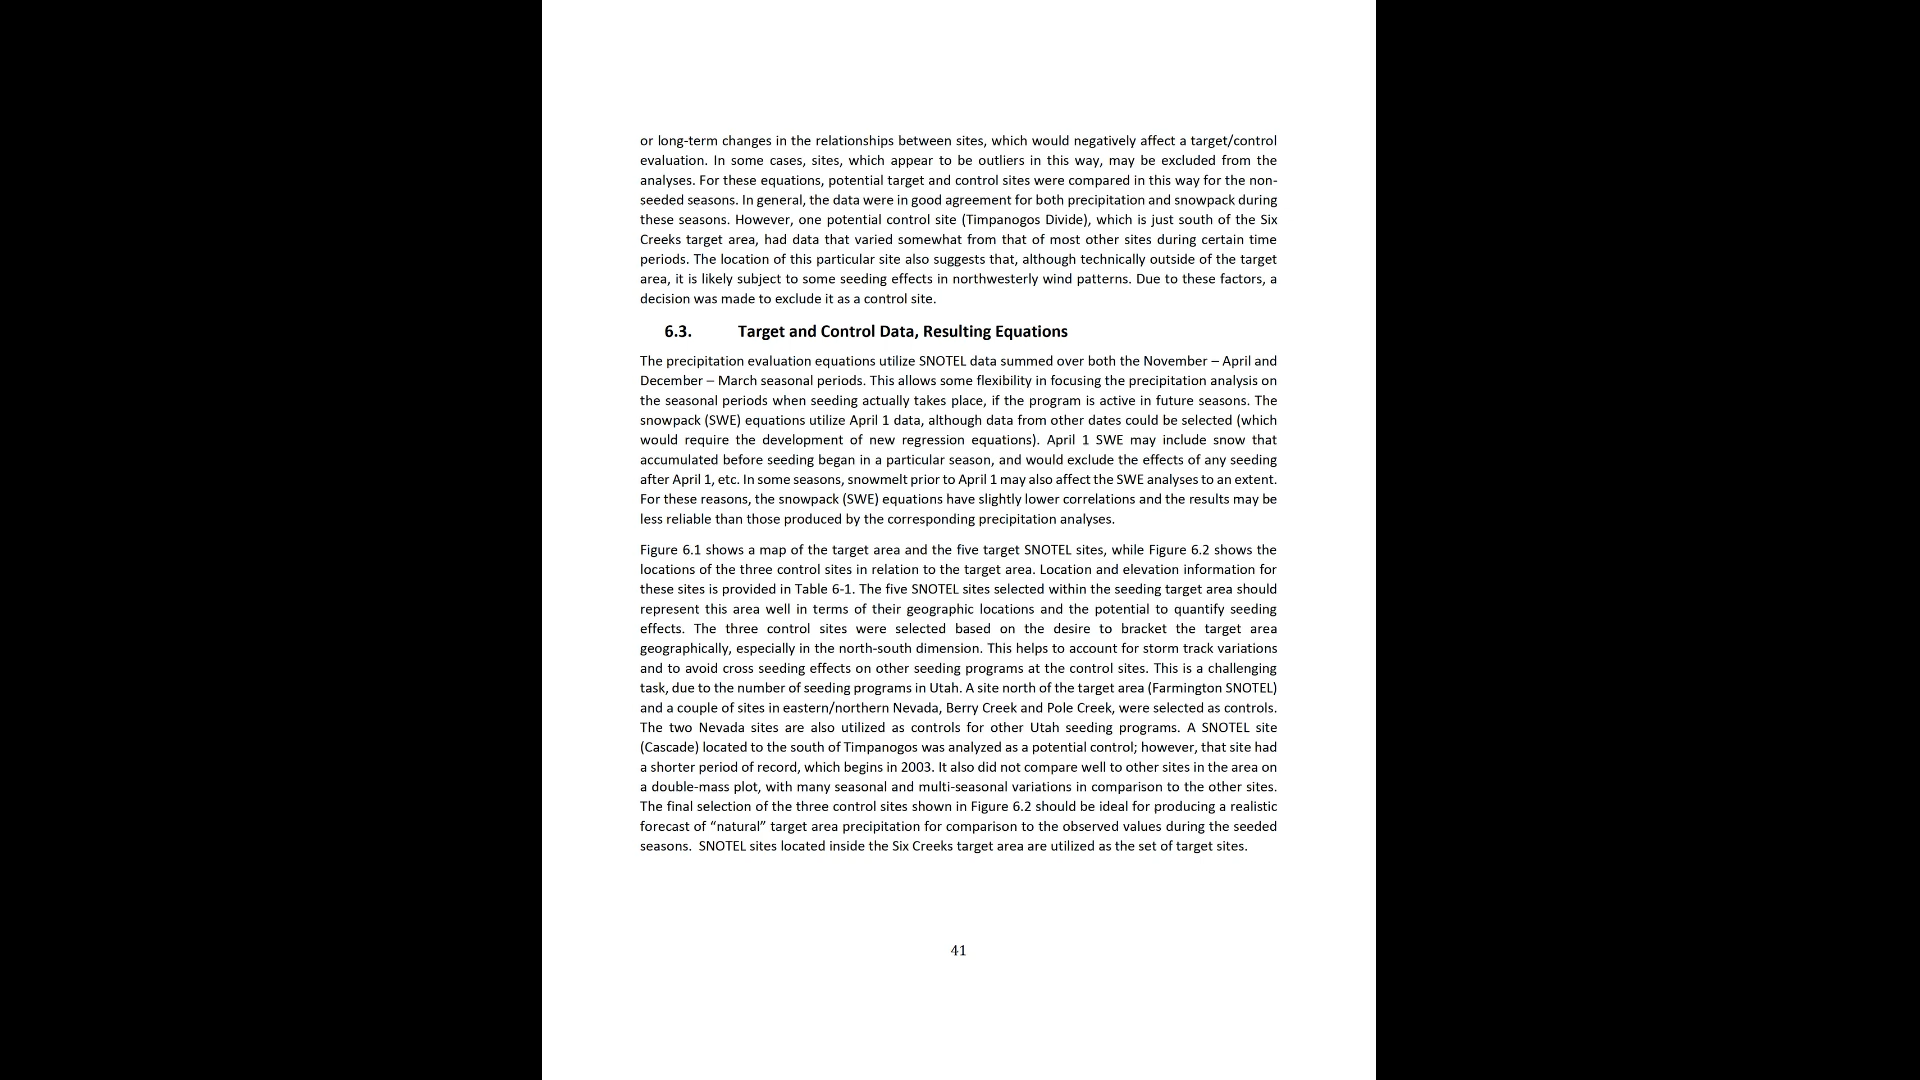 or long-term changes in the relationships between sites, which would negatively affect a target/control
evaluation. In some cases, sites, which appear to be outliers in this way, may be excluded from the
analyses. For these equations, potential target and control sites were compared in this way for the non-
seeded seasons. In general, the data were in good agreement for both precipitation and snowpack during
these seasons. However, one potential control site (Timpanogos Divide), which is just south of the Six
Creeks target area, had data that varied somewhat from that of most other sites during certain time
periods. The location of this particular site also suggests that, although technically outside of the target
area, it is likely subject to some seeding effects in northwesterly wind patterns. Due to these factors, a
decision was made to exclude it as a control site.
6.3. Target and Control Data, Resulting Equations
The precipitation evaluation equations utilize SNOTEL data summed over both the November – April and
December – March seasonal periods. This allows some flexibility in focusing the precipitation analysis on
the seasonal periods when seeding actually takes place, if the program is active in future seasons. The
snowpack (SWE) equations utilize April 1 data, although data from other dates could be selected (which
would require the development of new regression equations). April 1 SWE may include snow that
accumulated before seeding began in a particular season, and would exclude the effects of any seeding
after April 1, etc. In some seasons, snowmelt prior to April 1 may also affect the SWE analyses to an extent.
For these reasons, the snowpack (SWE) equations have slightly lower correlations and the results may be
less reliable than those produced by the corresponding precipitation analyses.
Figure 6.1 shows a map of the target area and the five target SNOTEL sites, while Figure 6.2 shows the
locations of the three control sites in relation to the target area. Location and elevation information for
these sites is provided in Table 6-1. The five SNOTEL sites selected within the seeding target area should
represent this area well in terms of their geographic locations and the potential to quantify seeding
effects. The three control sites were selected based on the desire to bracket the target area
geographically, especially in the north-south dimension. This helps to account for storm track variations
and to avoid cross seeding effects on other seeding programs at the control sites. This is a challenging
task, due to the number of seeding programs in Utah. A site north of the target area (Farmington SNOTEL)
and a couple of sites in eastern/northern Nevada, Berry Creek and Pole Creek, were selected as controls.
The two Nevada sites are also utilized as controls for other Utah seeding programs. A SNOTEL site
(Cascade) located to the south of Timpanogos was analyzed as a potential control; however, that site had
a shorter period of record, which begins in 2003. It also did not compare well to other sites in the area on
a double-mass plot, with many seasonal and multi-seasonal variations in comparison to the other sites.
The final selection of the three control sites shown in Figure 6.2 should be ideal for producing a realistic
forecast of “natural” target area precipitation for comparison to the observed values during the seeded
seasons. SNOTEL sites located inside the Six Creeks target area are utilized as the set of target sites.
41